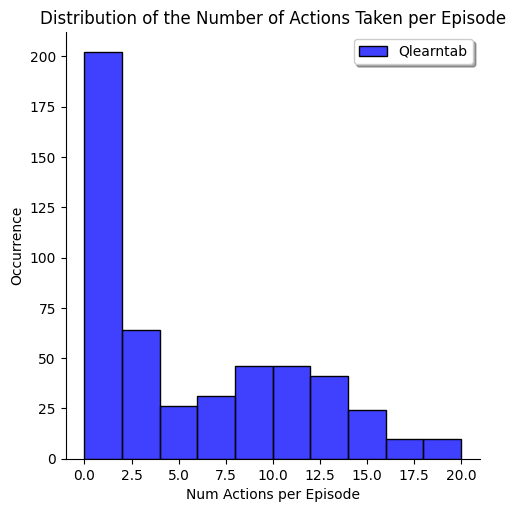 Distribution of the Number of Actions Taken per Episode
Qlearntab
200
175
150
125
100
75
50
25
0
Occurrence
0.0 2.5 5.0 7.5 10.0 12.5 15.0 17.5 20.0
Num Actions per Episode